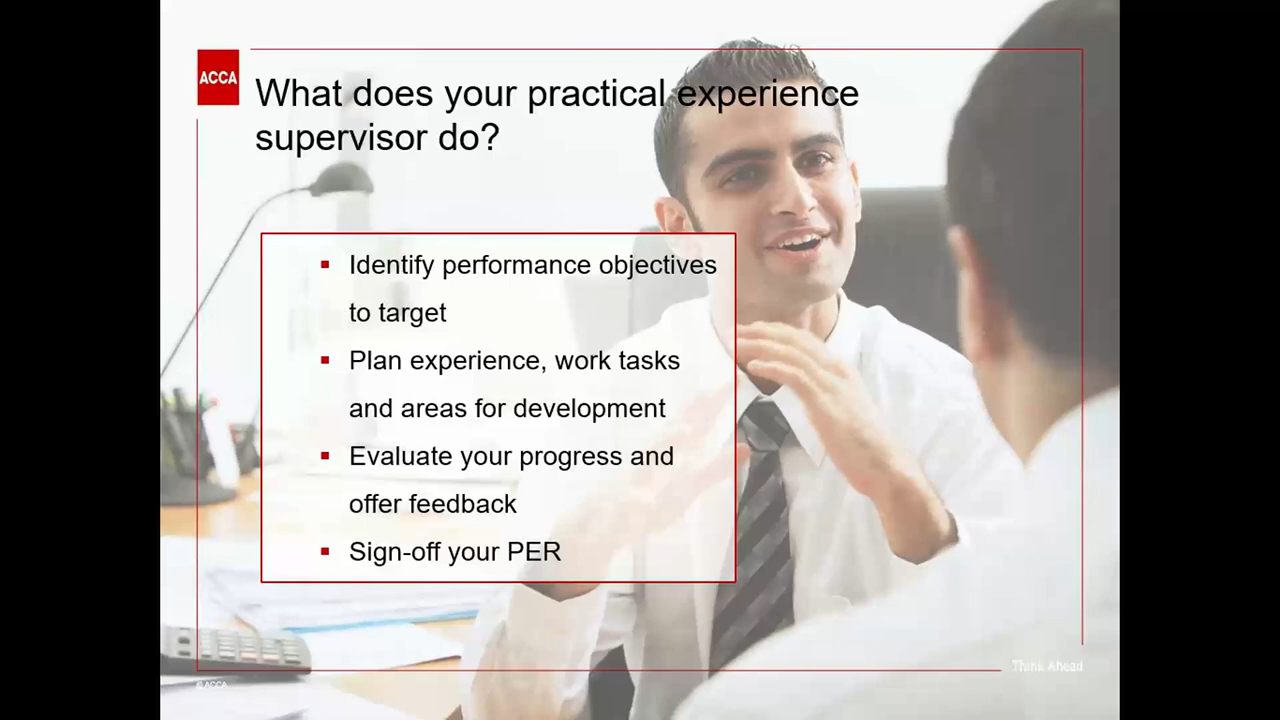 ACCA
What does your practical experience
supervisor do?
Identify performance objectives
to target
Plan experience, work tasks
and areas for development
Evaluate your progress and
offer feedback
Sign-off your PER
Think Ahead
©ACCA